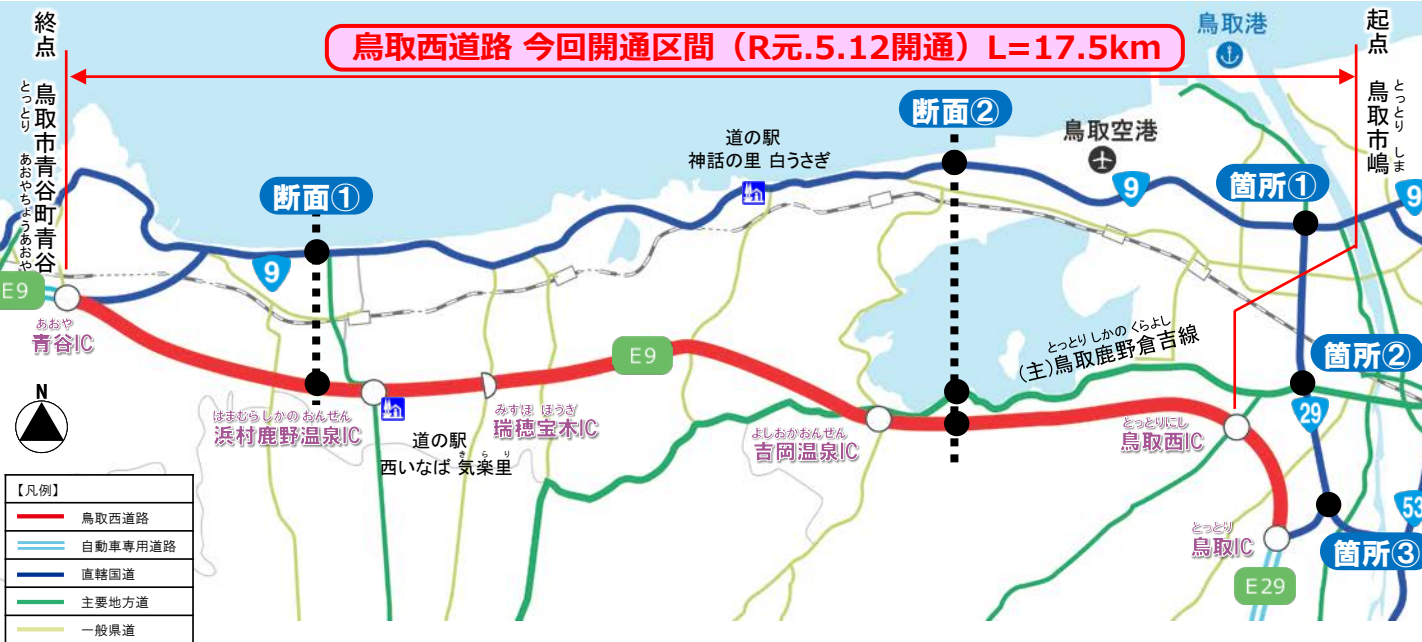 鳥取西道路 今回開通区間（R元.5.12開通）L=17.5km
終点
鳥取市青谷町青谷
とっとり あおやちょうあおや
起点
鳥取市嶋
とっとり しま
鳥取港
鳥取空港
断面①
断面②
道の駅
神話の里 白うさぎ
箇所①
箇所②
箇所③
9
9
9
29
53
E9
E9
E29
あおや
青谷IC
はまむらしかの おんせん
浜村鹿野温泉IC
道の駅
西いなば 気楽里
きらり
みずほ ほうぎ
瑞穂宝木IC
よしおかおんせん
吉岡温泉IC
とっとり しかの くらよし
(主)鳥取鹿野倉吉線
とっとりにし
鳥取西IC
とっとり
鳥取IC
N
【凡例】
鳥取西道路
自動車専用道路
直轄国道
主要地方道
一般県道